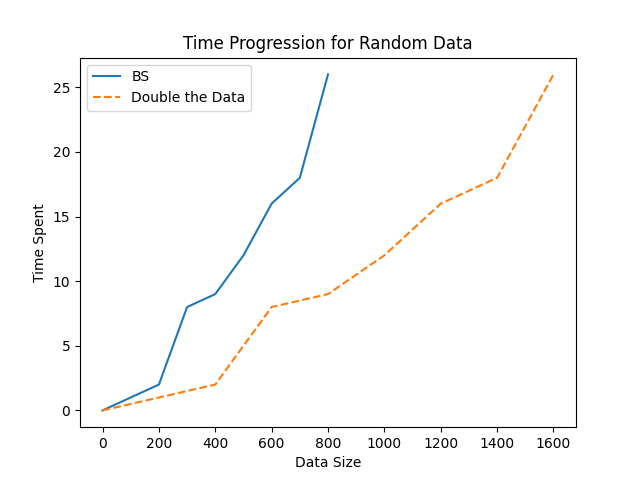 Time Progression for Random Data
BS
Double the Data
Time Spent
25
20
15
10
5
0
0 200 400 600 800 1000 1200 1400 1600
Data Size